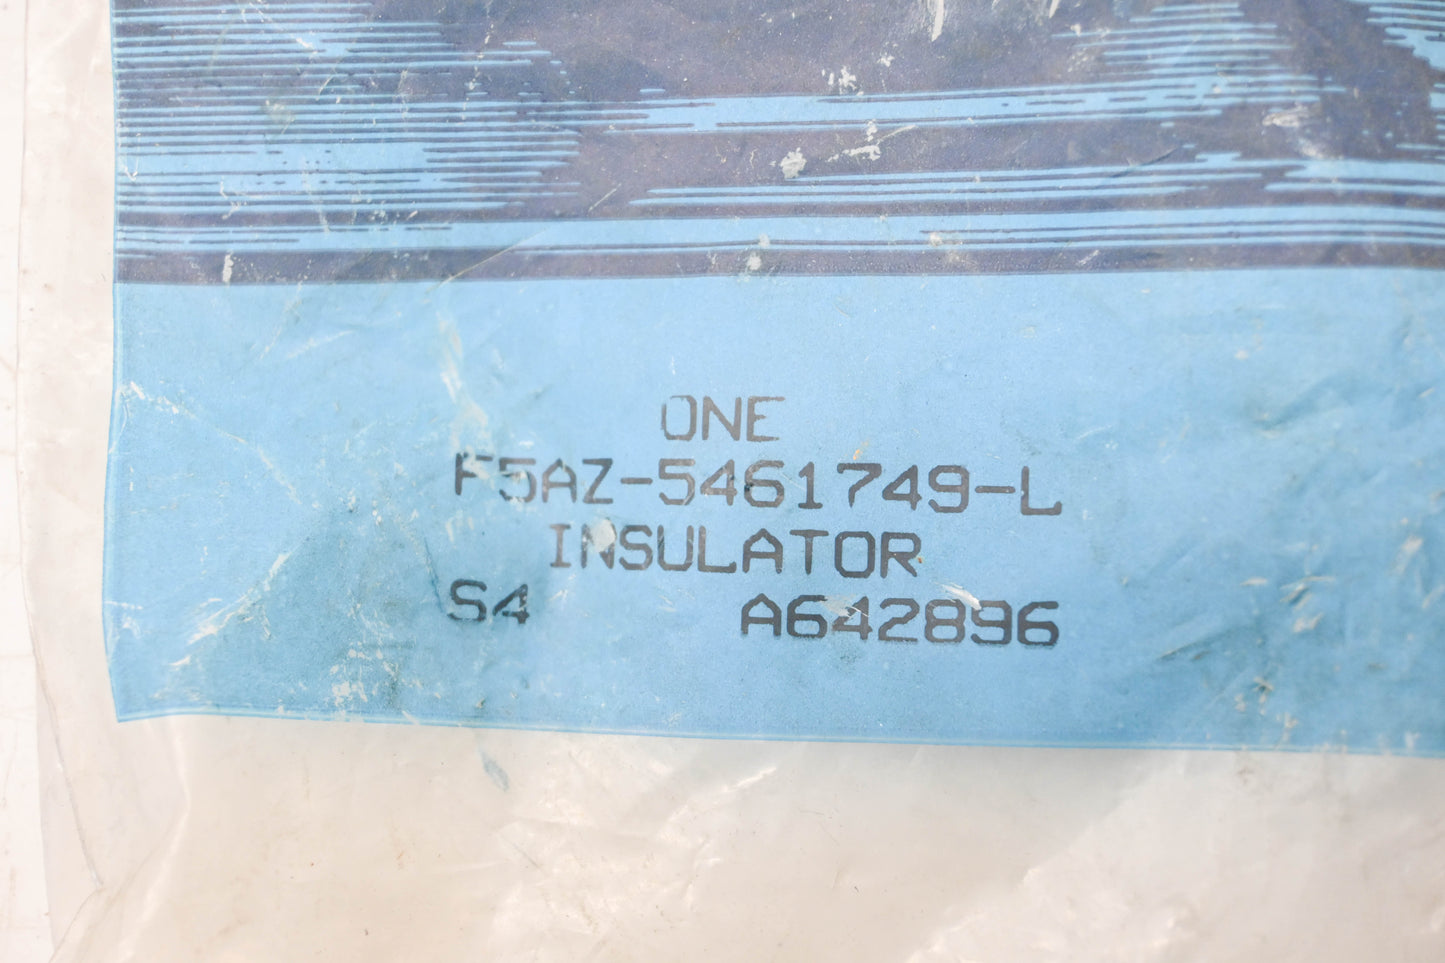 ONE
F5AZ-5461749-L
INSULATOR
S4 A642896